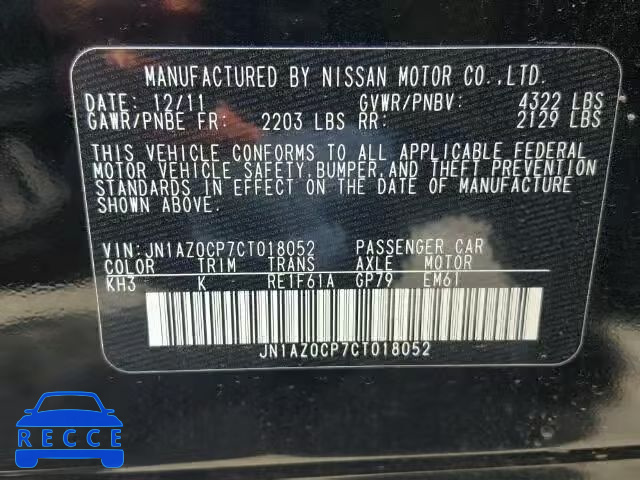 MANUFACTURED BY NISSAN MOTOR CO.,LTD.
DATE: 12/11 GVWR/PNBV: 4322 LBS
GAWR/PNBE FR: 2203 LBS RR: 2129 LBS
THIS VEHICLE CONFORMS TO ALL APPLICABLE FEDERAL
MOTOR VEHICLE SAFETY,BUMPER,AND THEFT PREVENTION
STANDARDS IN EFFECT ON THE DATE OF MANUFACTURE
SHOWN ABOVE.
VIN:JN1AZ0CP7CT018052 PASSENGER CAR
COLOR TRIM TRANS AXLE MOTOR
KH3 K RE1F61A GP79 EM61
JN1AZ0CP7CT018052
RECCE